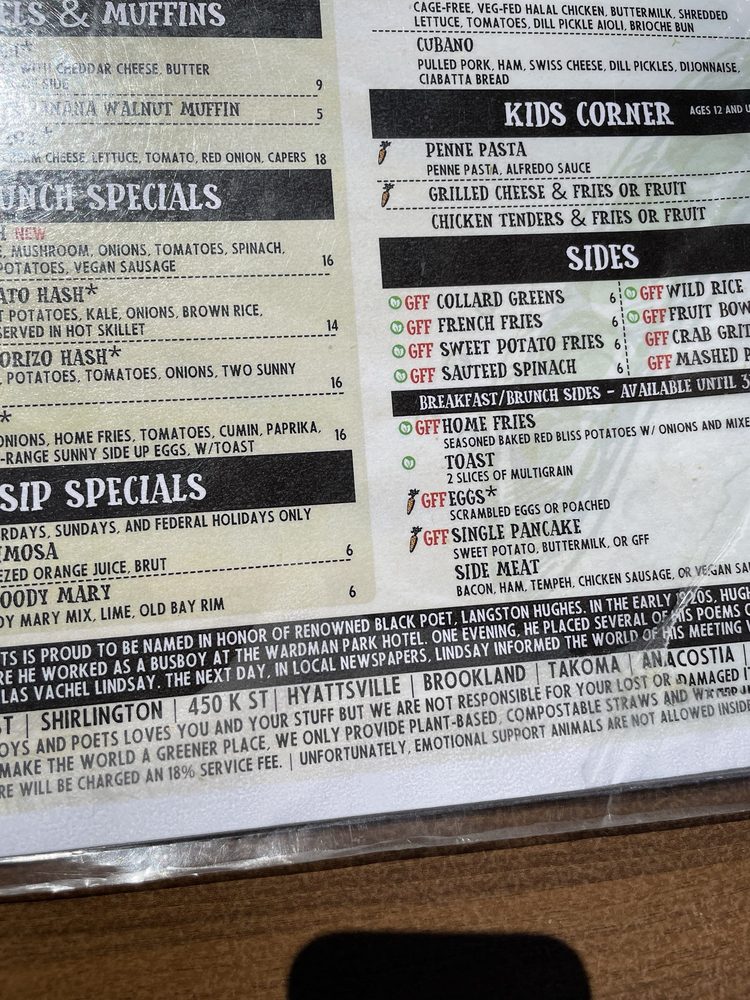 ELS & MUFFINS
WITH CHEDDAR CHEESE, BUTTER
SIDE 9
BANANA WALNUT MUFFIN 5
CREAM CHEESE, LETTUCE, TOMATO, RED ONION, CAPERS 18
UNCH SPECIALS
H NEW
E, MUSHROOM, ONIONS, TOMATOES, SPINACH,
POTATOES, VEGAN SAUSAGE 16
ATO HASH*
T POTATOES, KALE, ONIONS, BROWN RICE,
SERVED IN HOT SKILLET 14
ORIZO HASH*
, POTATOES, TOMATOES, ONIONS, TWO SUNNY
16
*
ONIONS, HOME FRIES, TOMATOES, CUMIN, PAPRIKA,
-RANGE SUNNY SIDE UP EGGS, W/TOAST 16
SIP SPECIALS
URDAYS, SUNDAYS, AND FEDERAL HOLIDAYS ONLY
IMOSA
EZED ORANGE JUICE, BRUT 6
OODY MARY
DY MARY MIX, LIME, OLD BAY RIM 6
CAGE-FREE, VEG-FED HALAL CHICKEN, BUTTERMILK, SHREDDED
LETTUCE, TOMATOES, DILL PICKLE AIOLI, BRIOCHE BUN
CUBANO
PULLED PORK, HAM, SWISS CHEESE, DILL PICKLES, DIJONNAISE,
CIABATTA BREAD
KIDS CORNER AGES 12 AND U
PENNE PASTA
PENNE PASTA, ALFREDO SAUCE
GRILLED CHEESE & FRIES OR FRUIT
CHICKEN TENDERS & FRIES OR FRUIT
SIDES
GFF COLLARD GREENS 6
GFF FRENCH FRIES 6
GFF SWEET POTATO FRIES 6
GFF SAUTEED SPINACH 6
GFF WILD RICE
GFF FRUIT BOW
GFF CRAB GRIT
GFF MASHED P
BREAKFAST/BRUNCH SIDES - AVAILABLE UNTIL 3
GFF HOME FRIES
SEASONED BAKED RED BLISS POTATOES W/ ONIONS AND MIXE
TOAST
2 SLICES OF MULTIGRAIN
GFF EGGS*
SCRAMBLED EGGS OR POACHED
GFF SINGLE PANCAKE
SWEET POTATO, BUTTERMILK, OR GFF
SIDE MEAT
BACON, HAM, TEMPEH, CHICKEN SAUSAGE, OR VEGAN SAU
TS IS PROUD TO BE NAMED IN HONOR OF RENOWNED BLACK POET, LANGSTON HUGHES. IN THE EARLY 1920S, HUGH
RE HE WORKED AS A BUSBOY AT THE WARDMAN PARK HOTEL. ONE EVENING, HE PLACED SEVERAL OF HIS POEMS O
LAS VACHEL LINDSAY. THE NEXT DAY, IN LOCAL NEWSPAPERS, LINDSAY INFORMED THE WORLD OF HIS MEETING
ST | SHIRLINGTON | 450 K ST | HYATTSVILLE | BROOKLAND | TAKOMA | ANACOSTIA |
OYS AND POETS LOVES YOU AND YOUR STUFF BUT WE ARE NOT RESPONSIBLE FOR YOUR LOST OR DAMAGED IT
MAKE THE WORLD A GREENER PLACE, WE ONLY PROVIDE PLANT-BASED, COMPOSTABLE STRAWS AND
RE WILL BE CHARGED AN 18% SERVICE FEE. | UNFORTUNATELY, EMOTIONAL SUPPORT ANIMALS ARE NOT ALLOWED INSIDE